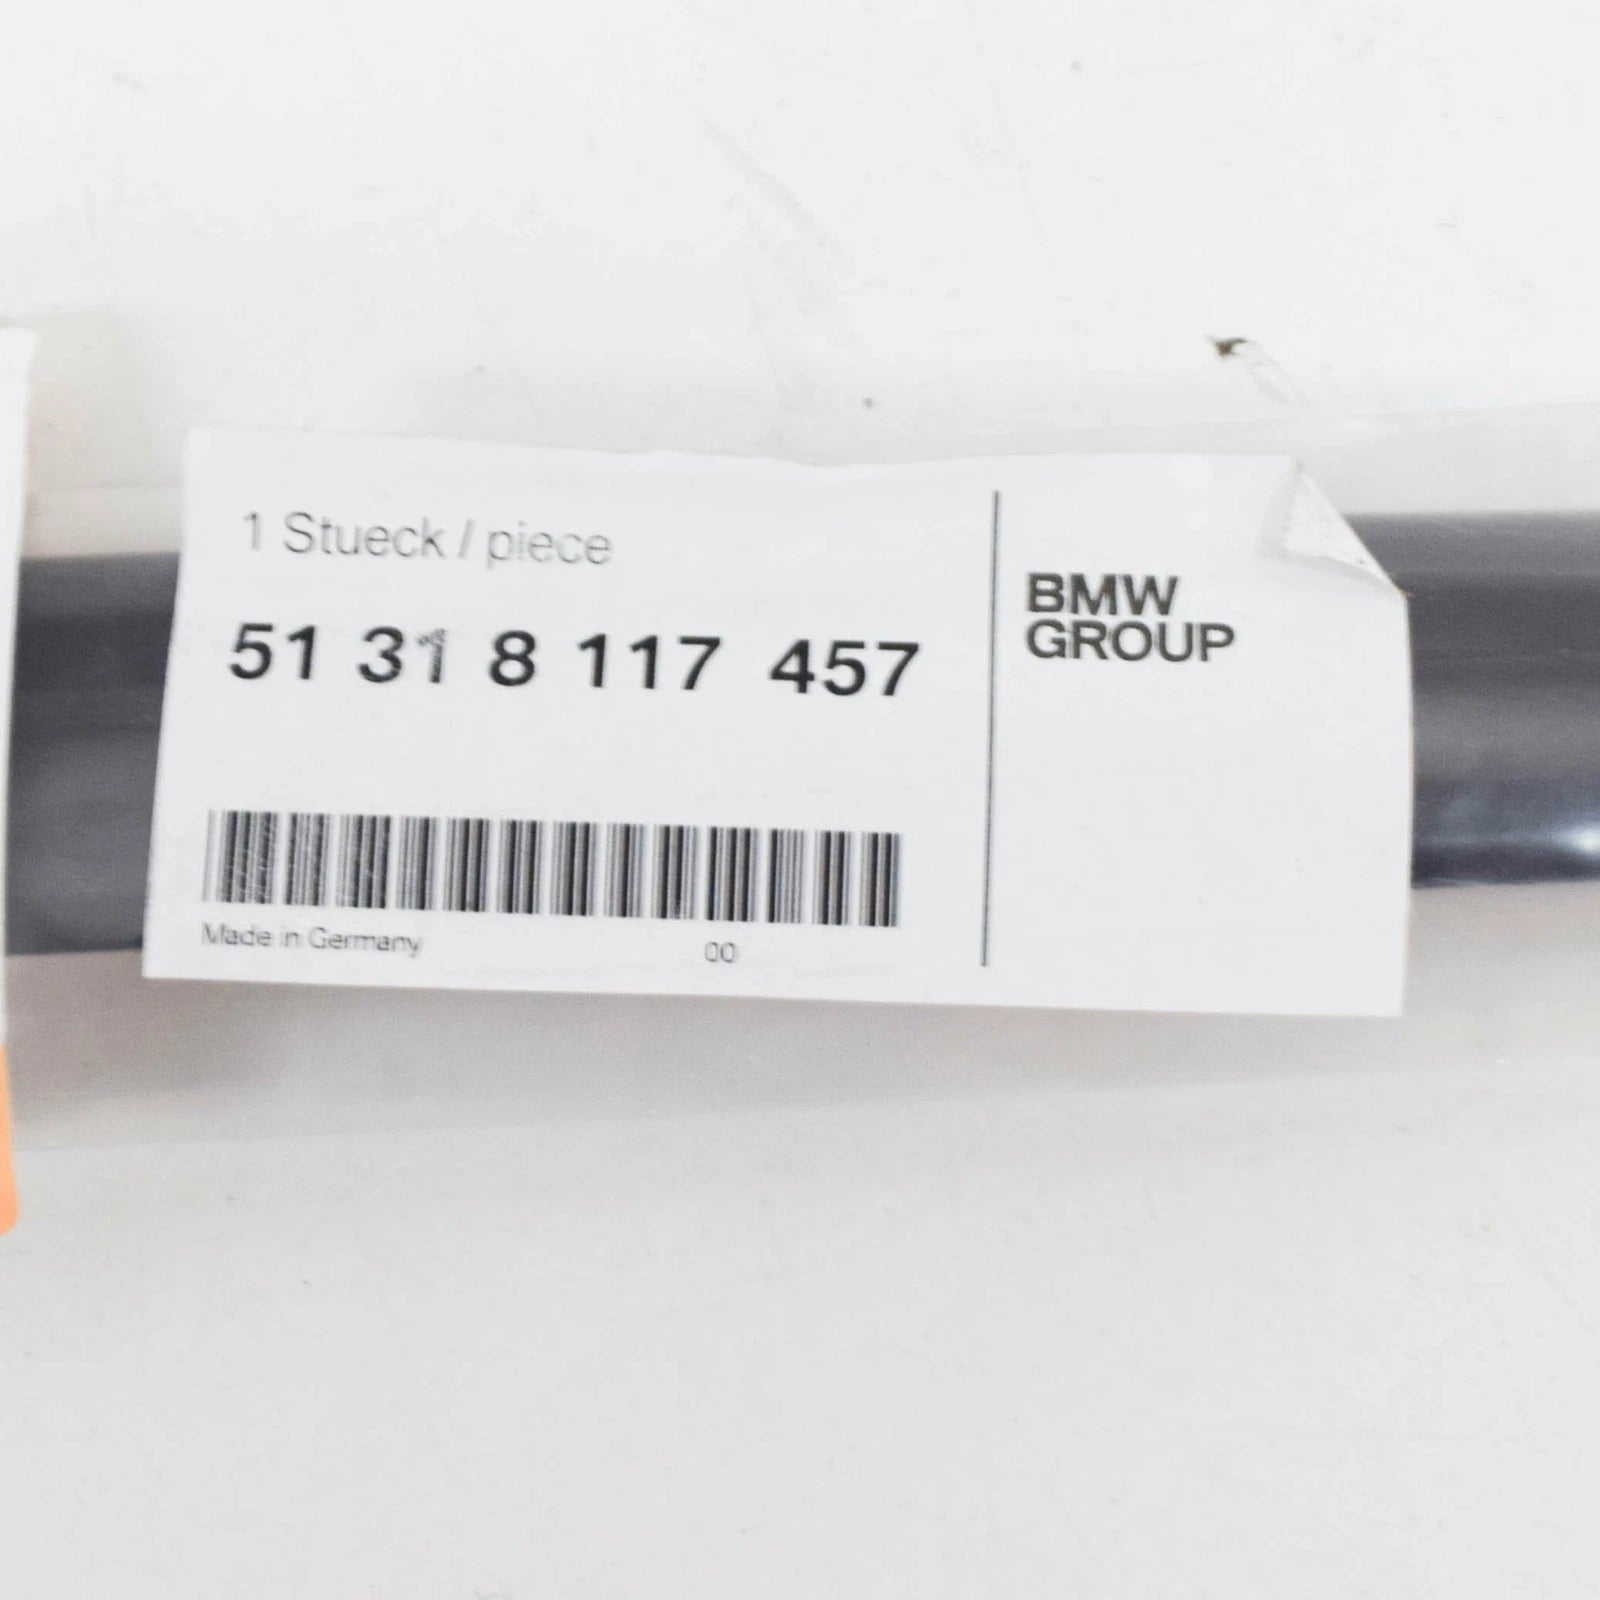 1 Stueck / piece
51 31 8 117 457
Made in Germany 00
BMW
GROUP